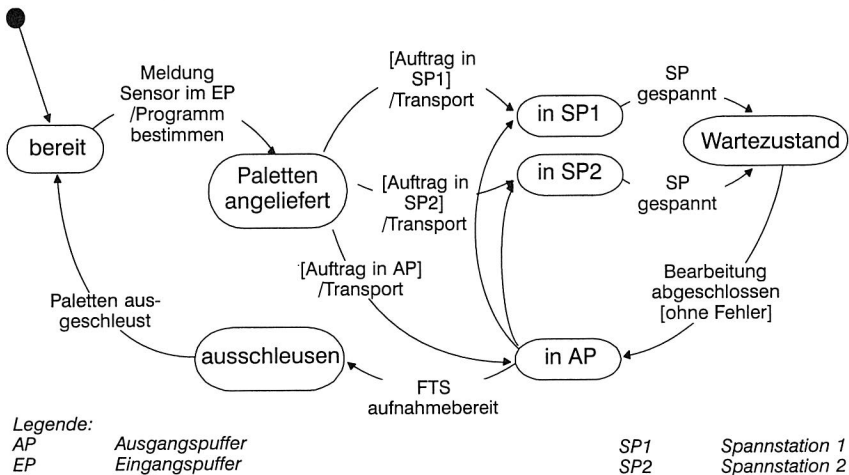 Meldung
Sensor im EP
/Programm
bestimmen
[Auftrag in
SP1]
/Transport
SP
gespannt
in SP1
bereit
Wartezustand
Paletten
angeliefert
[Auftrag in
SP2]
/Transport
in SP2
SP
gespannt
[Auftrag in AP]
/Transport
Bearbeitung
abgeschlossen
[ohne Fehler]
Paletten aus-
geschleust
ausschleusen
in AP
FTS
aufnahmebereit
Legende:
AP Ausgangspuffer SP1 Spannstation 1
EP Eingangspuffer SP2 Spannstation 2